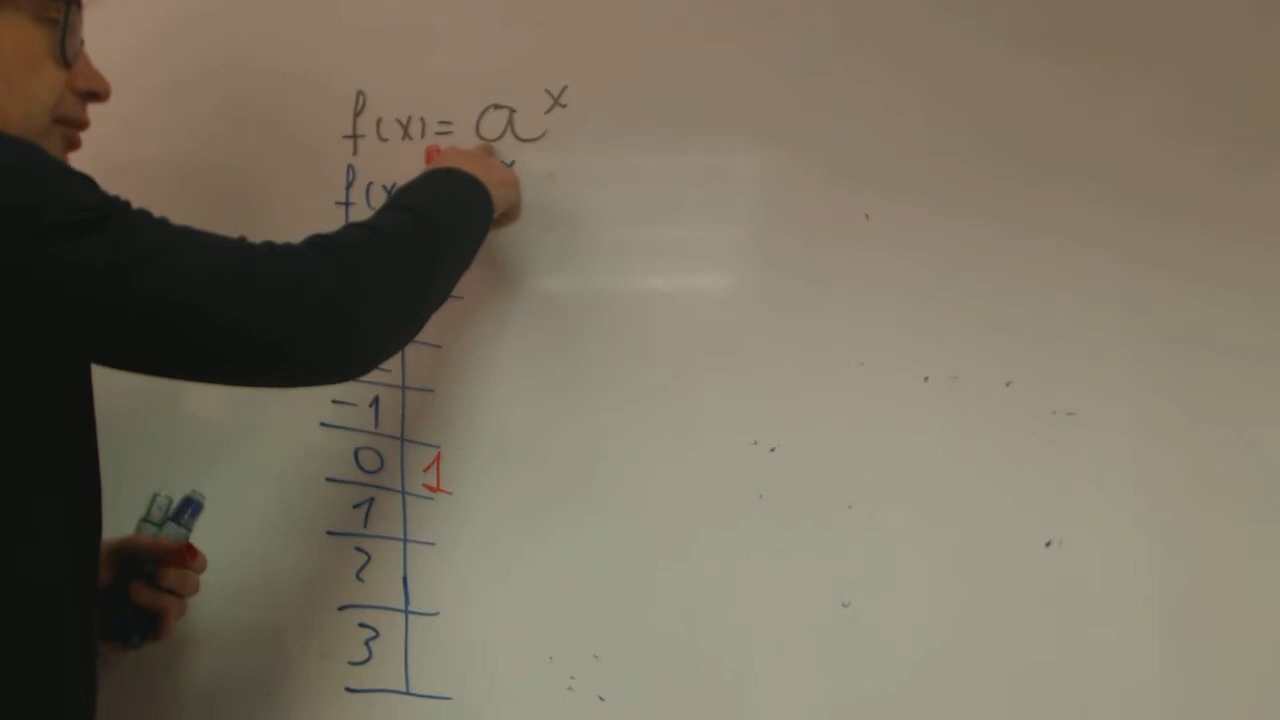 f(x) = a^x
f(x
-1
0 1
1
2
3